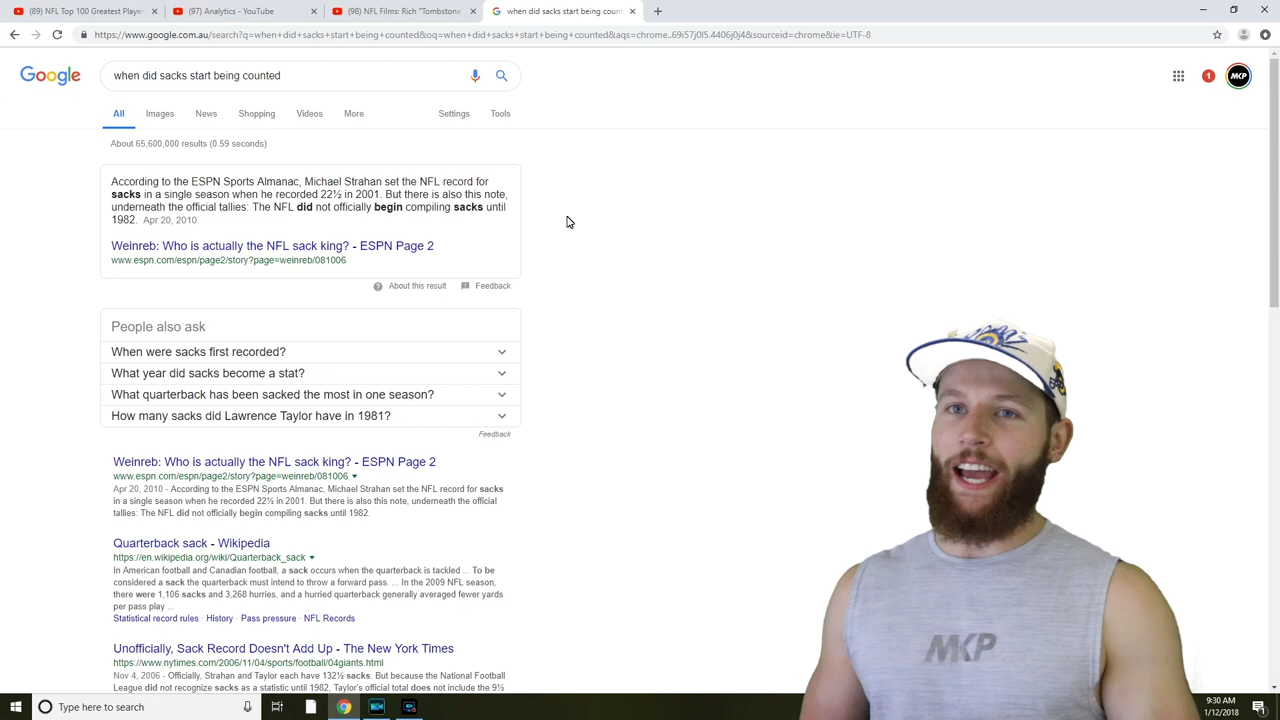 (89) NFL Top 100 Greatest Player
(97) Analytics - YouTube
(98) NFL Films: Rich "Tombstone"
when did sacks start being count
https://www.google.com.au/search?q=when+did+sacks+start+being+counted&oq=when+did+sacks+start+being+counted&aqs=chrome..69i57j0l5.4406j0j4&sourceid=chrome&ie=UTF-8
Google
when did sacks start being counted
1
MKP
All Images News Shopping Videos More Settings Tools
About 65,600,000 results (0.59 seconds)
According to the ESPN Sports Almanac, Michael Strahan set the NFL record for
sacks in a single season when he recorded 22½ in 2001. But there is also this note,
underneath the official tallies: The NFL did not officially begin compiling sacks until
1982. Apr 20, 2010
Weinreb: Who is actually the NFL sack king? - ESPN Page 2
www.espn.com/espn/page2/story?page=weinreb/081006
About this result Feedback
People also ask
When were sacks first recorded?
What year did sacks become a stat?
What quarterback has been sacked the most in one season?
How many sacks did Lawrence Taylor have in 1981?
Feedback
Weinreb: Who is actually the NFL sack king? - ESPN Page 2
www.espn.com/espn/page2/story?page=weinreb/081006
Apr 20, 2010 - According to the ESPN Sports Almanac, Michael Strahan set the NFL record for sacks
in a single season when he recorded 22½ in 2001. But there is also this note, underneath the official
tallies: The NFL did not officially begin compiling sacks until 1982.
Quarterback sack - Wikipedia
https://en.wikipedia.org/wiki/Quarterback_sack
In American football and Canadian football, a sack occurs when the quarterback is tackled ... To be
considered a sack the quarterback must intend to throw a forward pass. ... In the 2009 NFL season,
there were 1,106 sacks and 3,268 hurries, and a hurried quarterback generally averaged fewer yards
per pass play ...
Statistical record rules · History · Pass pressure · NFL Records
Unofficially, Sack Record Doesn't Add Up - The New York Times
https://www.nytimes.com/2006/11/04/sports/football/04giants.html
Nov 4, 2006 - Officially, Strahan and Taylor each have 132½ sacks. But because the National Football
League did not recognize sacks as a statistic until 1982, Taylor's official total does not include the 9½
MKP
Type here to search
9:30 AM
1/12/2018
1